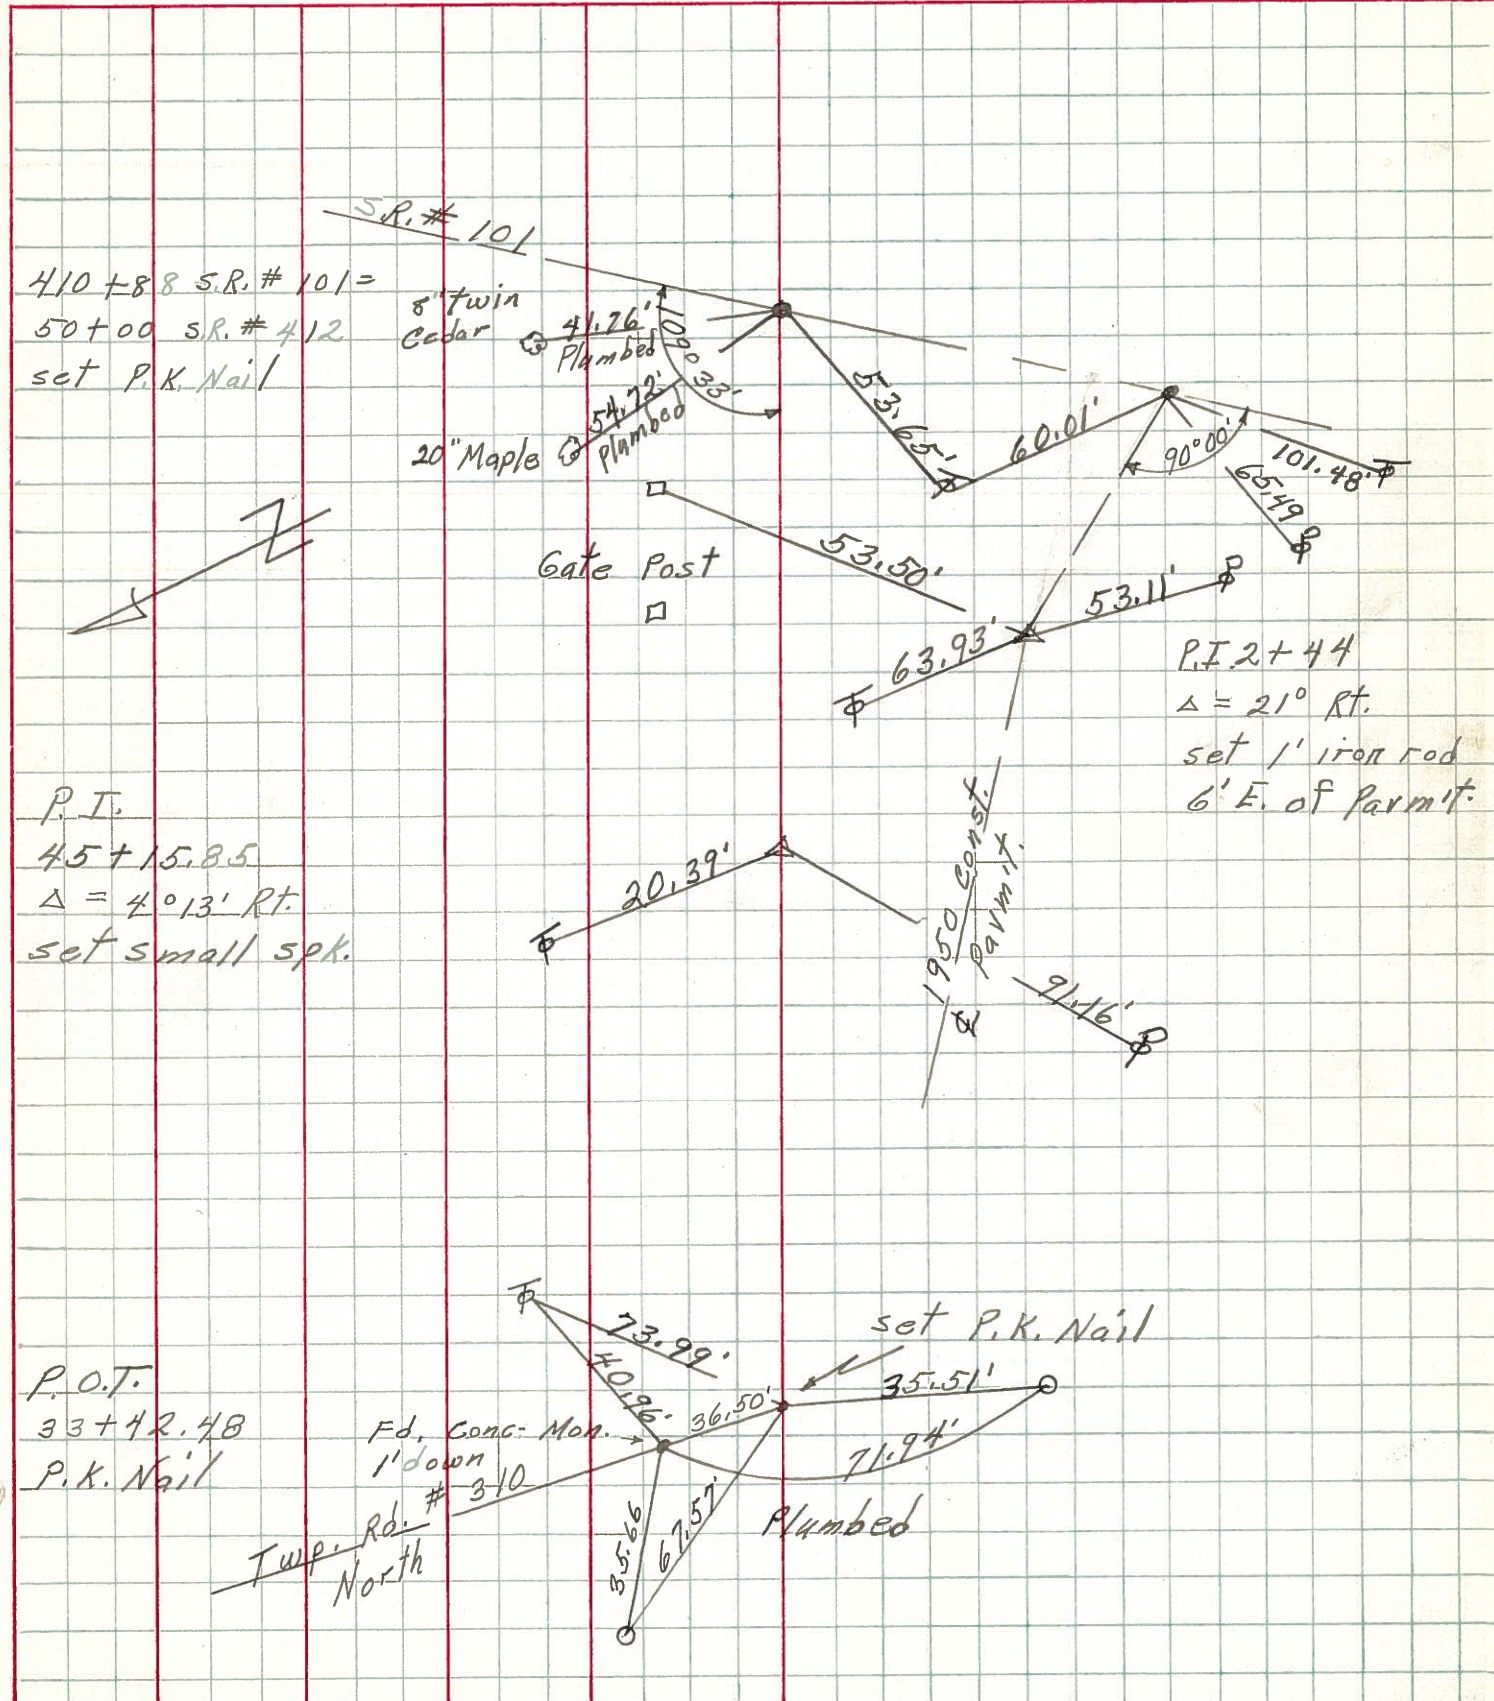 S.R. # 101
410 + 88 S.R. # 101 =
50 + 00 S.R. # 412
set P.K. Nail
8" twin
Cedar
41.76'
Plumbed
109° 33'
54.72'
Plumbed
20" Maple
53.65'
60.01'
90°00'
101.48'
65.49
N
Gate Post
53.50'
53.11'
63.93'
P.I. 2 + 44
△ = 21° Rt.
set 1' iron rod
6' E. of Parm't.
P.I.
45 + 15.85
△ = 4°13' Rt.
set small spk.
20.39'
℄ 1950 Const.
Parm't.
91.16'
73.99'
set P.K. Nail
P.O.T.
33 + 42.48
P.K. Nail
40.96'
36.50'
35.51'
Fd. Conc. Mon.
1' down
71.94'
Twp. Rd. # 310
North
35.66
67.57'
Plumbed